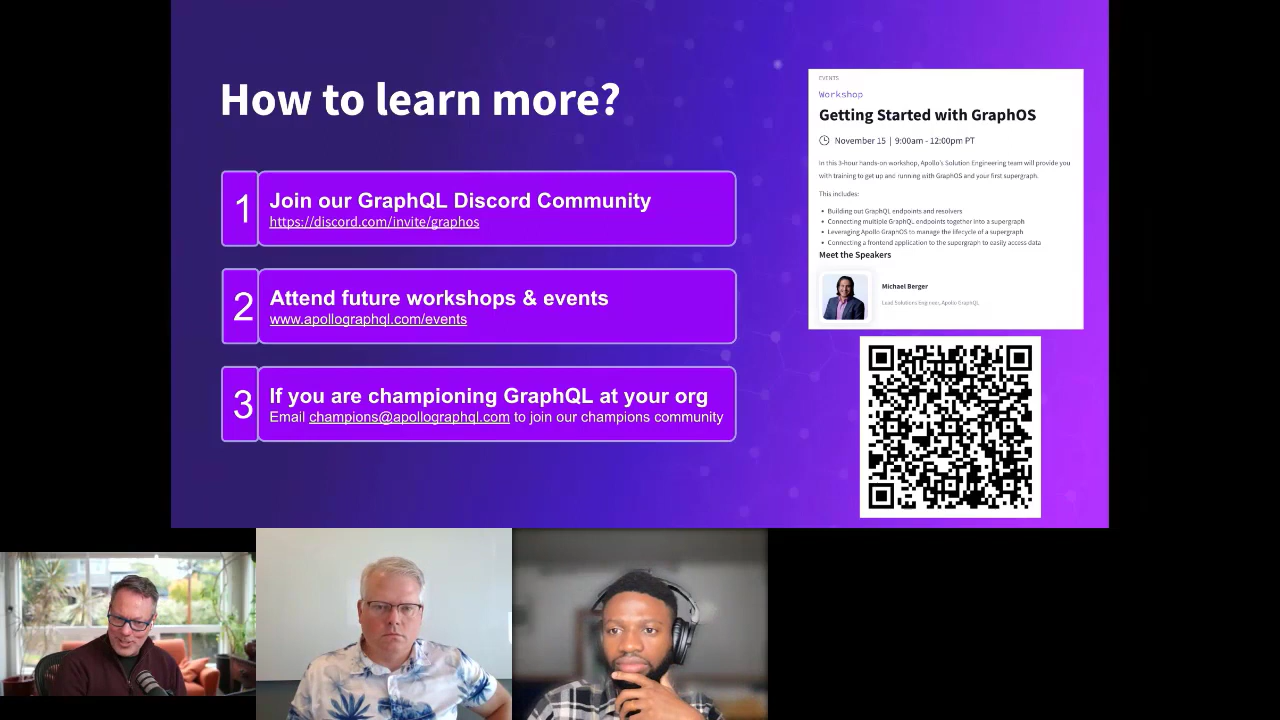 How to learn more?
1
Join our GraphQL Discord Community
https://discord.com/invite/graphos
2
Attend future workshops & events
www.apollographql.com/events
3
If you are championing GraphQL at your org
Email champions@apollographql.com to join our champions community
EVENTS
Workshop
Getting Started with GraphOS
November 15 | 9:00am - 12:00pm PT
In this 3-hour hands-on workshop, Apollo's Solution Engineering team will provide you
with training to get up and running with GraphOS and your first supergraph.
This includes:
• Building out GraphQL endpoints and resolvers
• Connecting multiple GraphQL endpoints together into a supergraph
• Leveraging Apollo GraphOS to manage the lifecycle of a supergraph
• Connecting a frontend application to the supergraph to easily access data
Meet the Speakers
Michael Berger
Lead Solutions Engineer, Apollo GraphQL